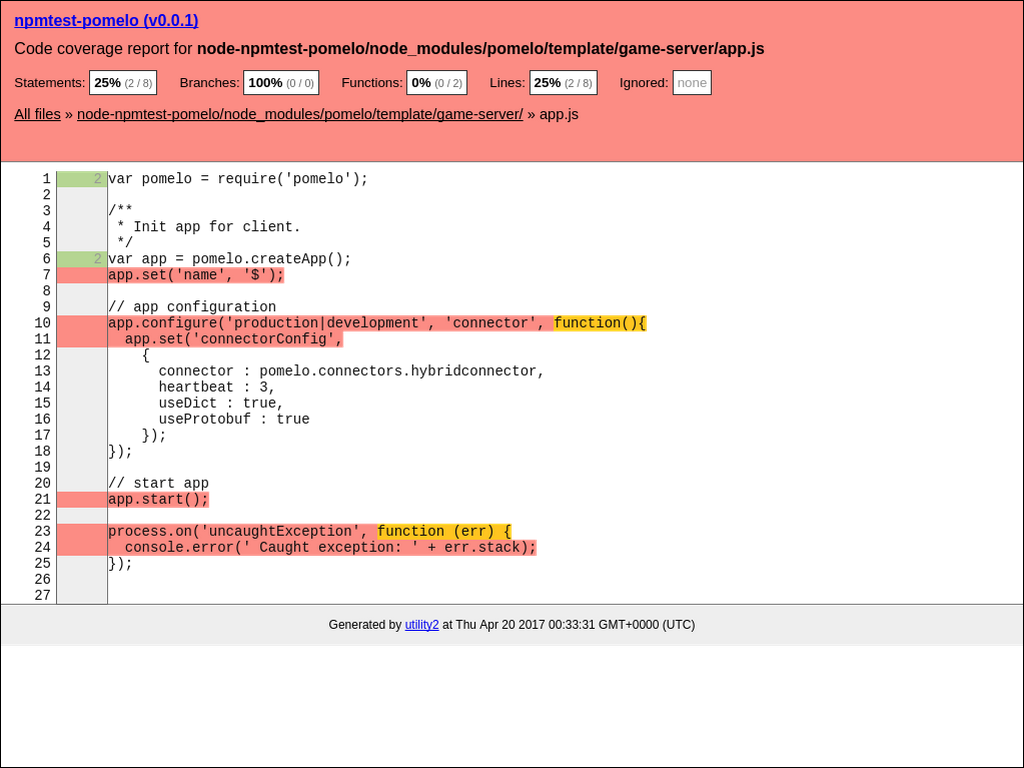 npmtest-pomelo (v0.0.1)
Code coverage report for node-npmtest-pomelo/node_modules/pomelo/template/game-server/app.js
Statements: 25% (2 / 8) Branches: 100% (0 / 0) Functions: 0% (0 / 2) Lines: 25% (2 / 8) Ignored: none
All files » node-npmtest-pomelo/node_modules/pomelo/template/game-server/ » app.js
1 2 var pomelo = require('pomelo');
2
3 /**
4  * Init app for client.
5  */
6 2 var app = pomelo.createApp();
7 app.set('name', '$');
8
9 // app configuration
10 app.configure('production|development', 'connector', function(){
11   app.set('connectorConfig',
12     {
13       connector : pomelo.connectors.hybridconnector,
14       heartbeat : 3,
15       useDict : true,
16       useProtobuf : true
17     });
18 });
19
20 // start app
21 app.start();
22
23 process.on('uncaughtException', function (err) {
24   console.error(' Caught exception: ' + err.stack);
25 });
26
27
Generated by utility2 at Thu Apr 20 2017 00:33:31 GMT+0000 (UTC)